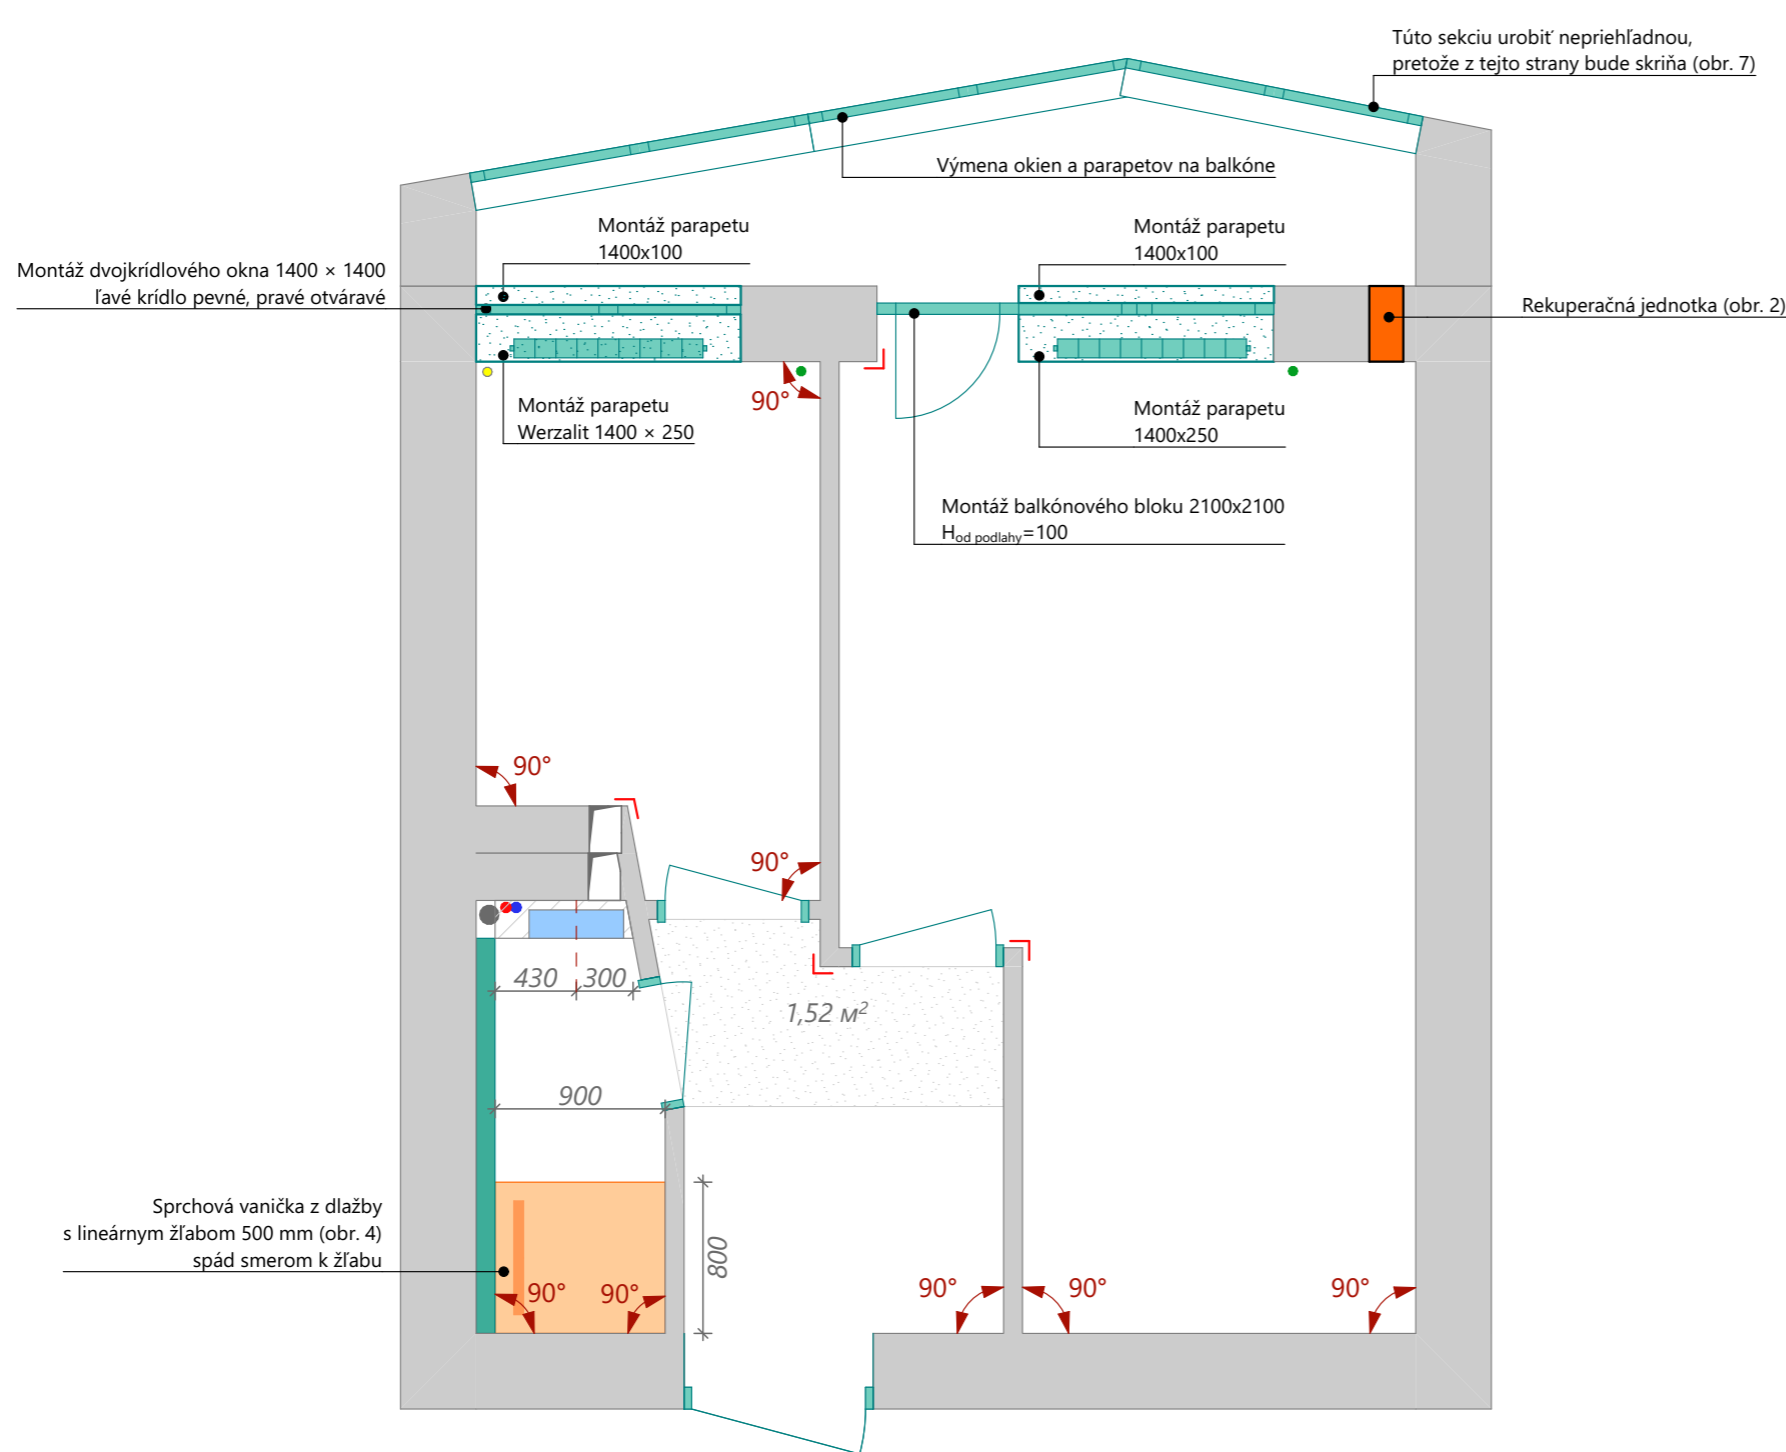 Túto sekciu urobiť nepriehľadnou,
pretože z tejto strany bude skriňa (obr. 7)
Výmena okien a parapetov na balkóne
Montáž parapetu
1400x100
Montáž parapetu
1400x100
Montáž dvojkrídlového okna 1400 × 1400
ľavé krídlo pevné, pravé otváravé
Rekuperačná jednotka (obr. 2)
90°
Montáž parapetu
Werzalit 1400 × 250
Montáž parapetu
1400x250
Montáž balkónového bloku 2100x2100
Hod podlahy=100
90°
90°
430
300
1,52 м²
900
Sprchová vanička z dlažby
s lineárnym žľabom 500 mm (obr. 4)
spád smerom k žľabu
800
90°
90°
90°
90°
90°